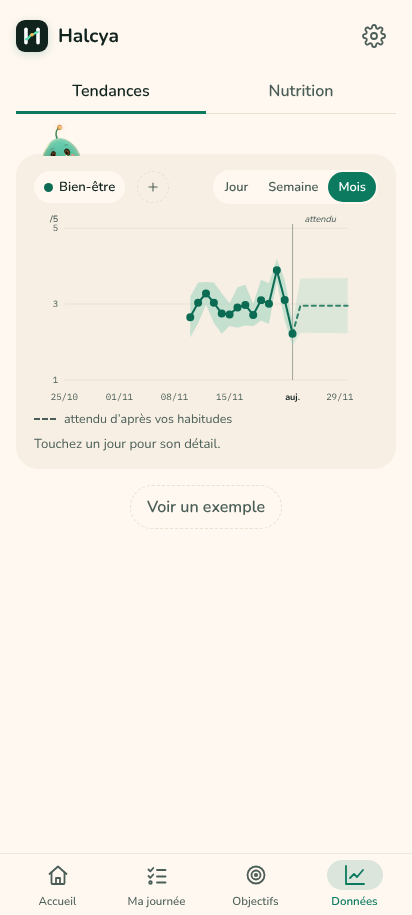 Halcya
Tendances
Nutrition
Bien-être
+
Jour
Semaine
Mois
/5
attendu
5
3
1
25/10
01/11
08/11
15/11
auj.
29/11
attendu d'après vos habitudes
Touchez un jour pour son détail.
Voir un exemple
Accueil
Ma journée
Objectifs
Données